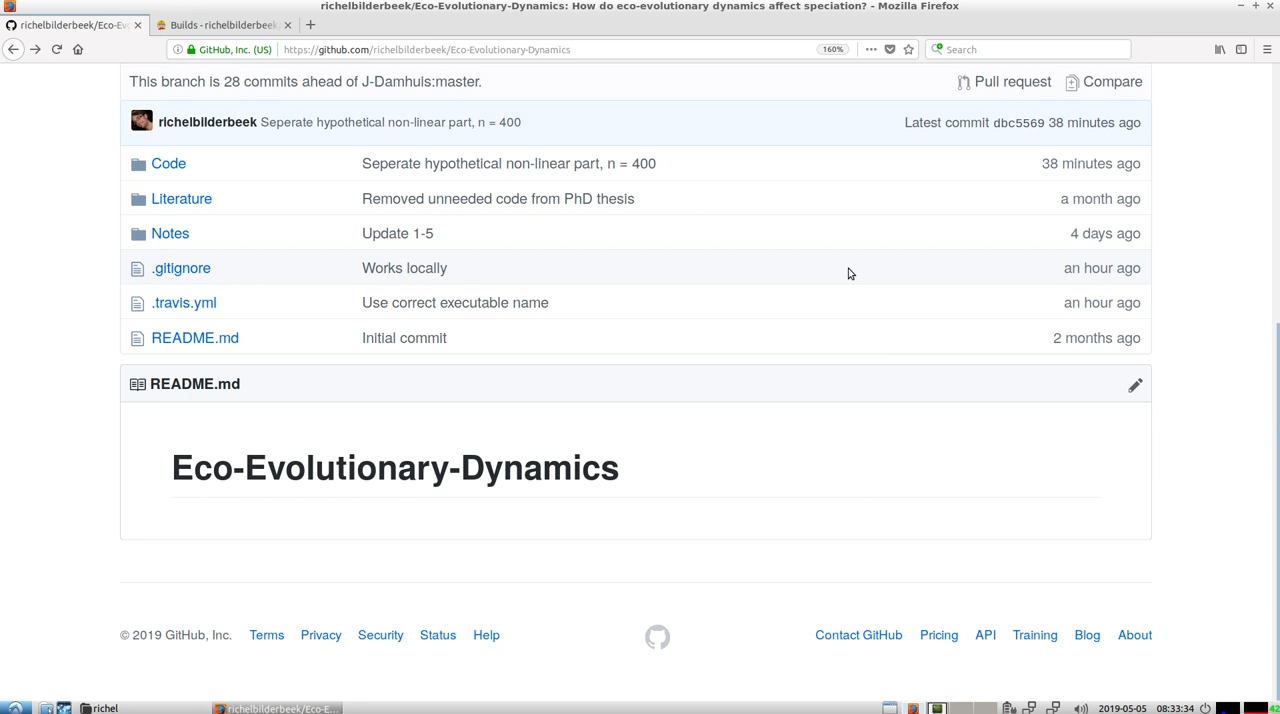 richelbilderbeek/Eco-Evolutionary-Dynamics: How do eco-evolutionary dynamics affect speciation? - Mozilla Firefox
richelbilderbeek/Eco-Ev
Builds - richelbilderbeek
GitHub, Inc. (US)
https://github.com/richelbilderbeek/Eco-Evolutionary-Dynamics
160%
Search
This branch is 28 commits ahead of J-Damhuis:master.
Pull request
Compare
richelbilderbeek Seperate hypothetical non-linear part, n = 400
Latest commit dbc5569 38 minutes ago
Code Seperate hypothetical non-linear part, n = 400 38 minutes ago
Literature Removed unneeded code from PhD thesis a month ago
Notes Update 1-5 4 days ago
.gitignore Works locally an hour ago
.travis.yml Use correct executable name an hour ago
README.md Initial commit 2 months ago
README.md
Eco-Evolutionary-Dynamics
© 2019 GitHub, Inc. Terms Privacy Security Status Help
Contact GitHub Pricing API Training Blog About
richel
richelbilderbeek/Eco-E...
2019-05-05 08:33:34
42